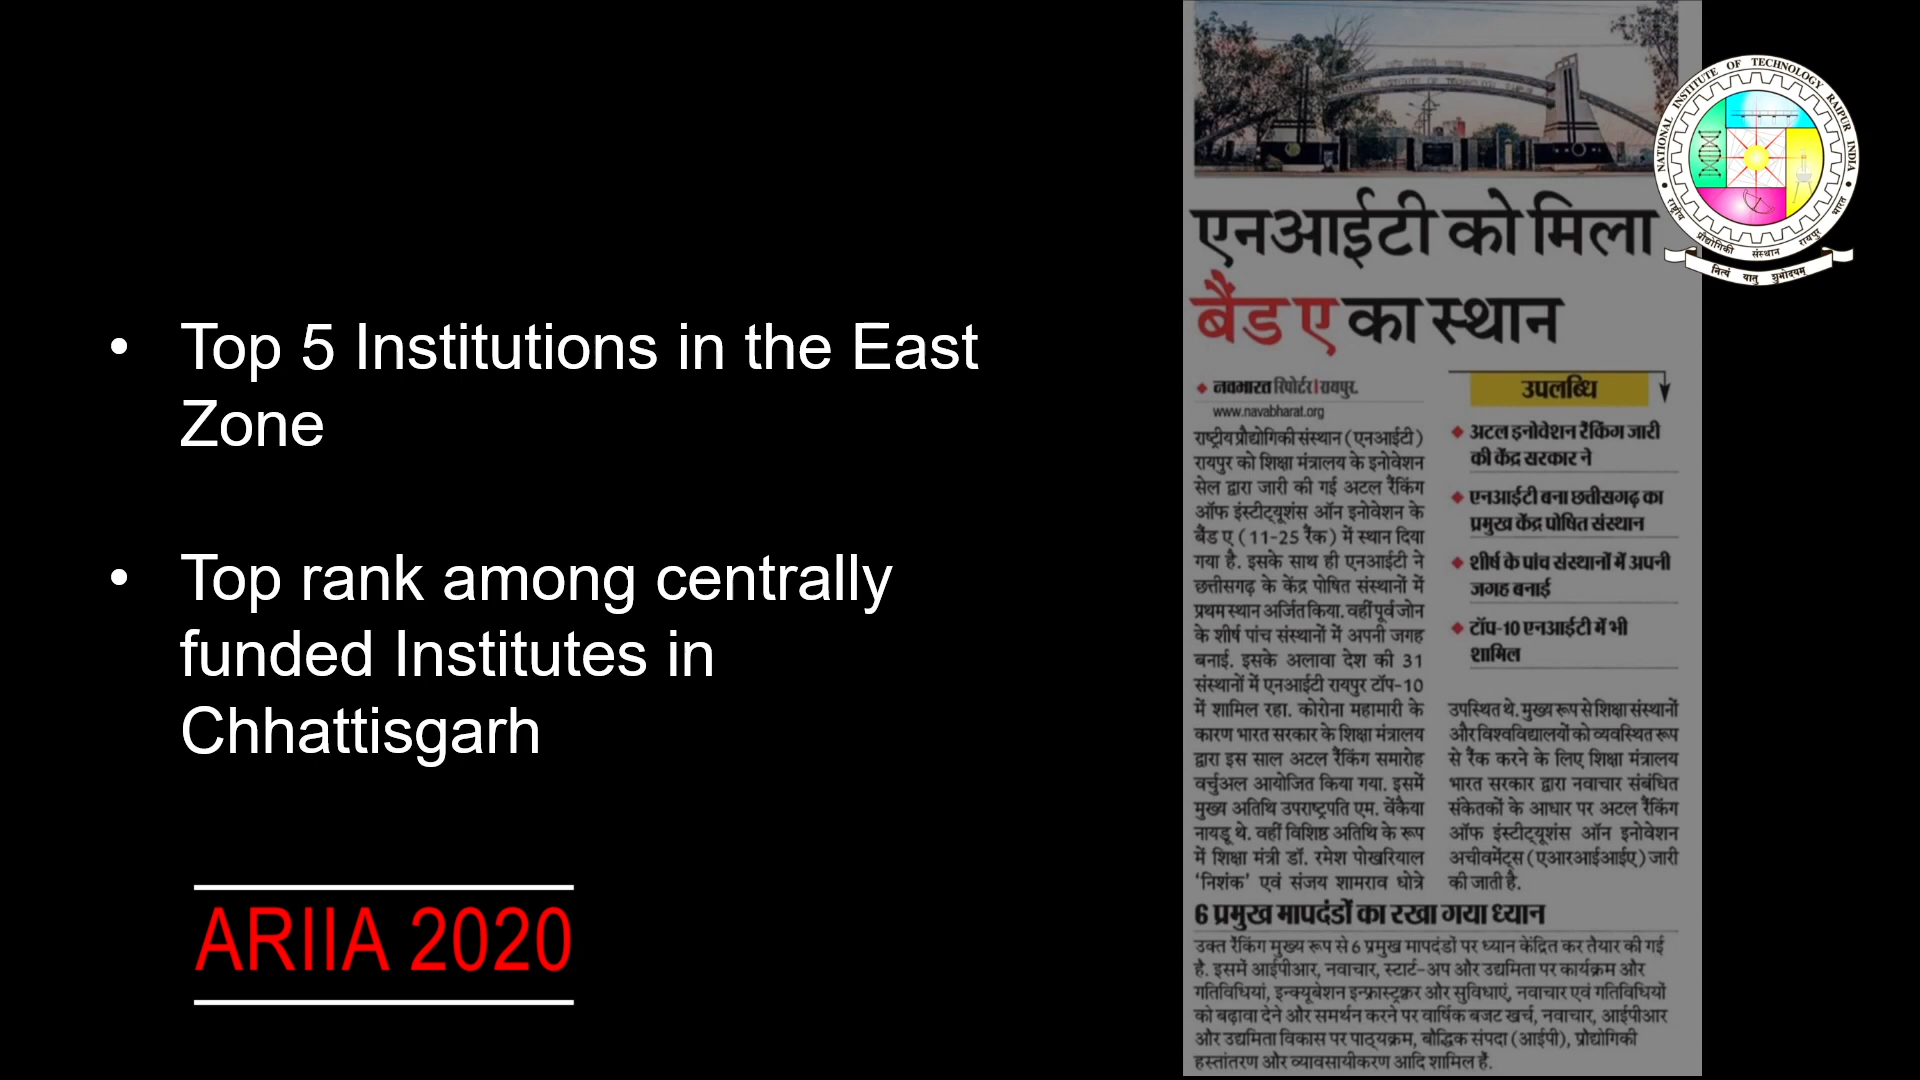 • Top 5 Institutions in the East
Zone
• Top rank among centrally
funded Institutes in
Chhattisgarh
ARIIA 2020
एनआईटी को मिला
बैंड ए का स्थान
नवभारत रिपोर्टर। रायपुर.
www.navabharat.org
राष्ट्रीय प्रौद्योगिकी संस्थान (एनआईटी)
रायपुर को शिक्षा मंत्रालय के इनोवेशन
सेल द्वारा जारी की गई अटल रैंकिंग
ऑफ इंस्टीट्यूशंस ऑन इनोवेशन के
बैंड ए (11-25 रैंक) में स्थान दिया
गया है. इसके साथ ही एनआईटी ने
छत्तीसगढ़ के केंद्र पोषित संस्थानों में
प्रथम स्थान अर्जित किया. वहीं पूर्व जोन
के शीर्ष पांच संस्थानों में अपनी जगह
बनाई. इसके अलावा देश की 31
संस्थानों में एनआईटी रायपुर टॉप-10
में शामिल रहा. कोरोना महामारी के
कारण भारत सरकार के शिक्षा मंत्रालय
द्वारा इस साल अटल रैंकिंग समारोह
वर्चुअल आयोजित किया गया. इसमें
मुख्य अतिथि उपराष्ट्रपति एम. वेंकैया
नायडू थे. वहीं विशिष्ठ अतिथि के रूप
में शिक्षा मंत्री डॉ. रमेश पोखरियाल
‘निशंक’ एवं संजय शामराव धोत्रे
उपलब्धि
अटल इनोवेशन रैंकिंग जारी
की केंद्र सरकार ने
एनआईटी बना छत्तीसगढ़ का
प्रमुख केंद्र पोषित संस्थान
शीर्ष के पांच संस्थानों में अपनी
जगह बनाई
टॉप-10 एनआईटी में भी
शामिल
उपस्थित थे. मुख्य रूप से शिक्षा संस्थानों
और विश्वविद्यालयों को व्यवस्थित रूप
से रैंक करने के लिए शिक्षा मंत्रालय
भारत सरकार द्वारा नवाचार संबंधित
संकेतकों के आधार पर अटल रैंकिंग
ऑफ इंस्टीट्यूशंस ऑन इनोवेशन
अचीवमेंट्स (एआरआईआईए) जारी
की जाती है.
6 प्रमुख मापदंडों का रखा गया ध्यान
उक्त रैंकिंग मुख्य रूप से 6 प्रमुख मापदंडों पर ध्यान केंद्रित कर तैयार की गई
है. इसमें आईपीआर, नवाचार, स्टार्ट-अप और उद्यमिता पर कार्यक्रम और
गतिविधियां, इन्क्यूबेशन इन्फ्रास्ट्रक्चर और सुविधाएं, नवाचार एवं गतिविधियों
को बढ़ावा देने और समर्थन करने पर वार्षिक बजट खर्च, नवाचार, आईपीआर
और उद्यमिता विकास पर पाठ्यक्रम, बौद्धिक संपदा (आईपी), प्रौद्योगिकी
हस्तांतरण और व्यावसायीकरण आदि शामिल हैं.
NATIONAL INSTITUTE OF TECHNOLOGY RAIPUR INDIA
राष्ट्रीय प्रौद्योगिकी संस्थान रायपुर भारत
नित्यं यातु शुभोदयम्